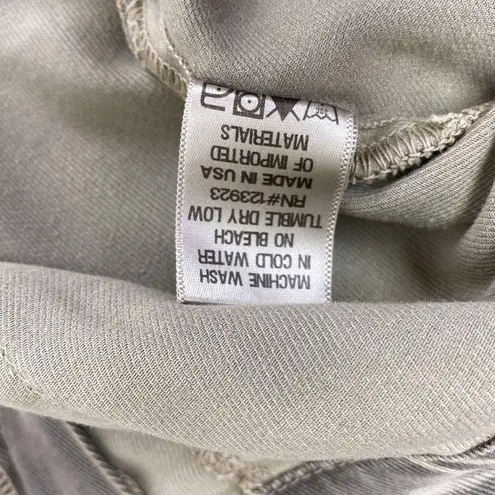 MACHINE WASH
IN COLD WATER
NO BLEACH
TUMBLE DRY LOW
RN#123923
MADE IN USA
OF IMPORTED
MATERIALS